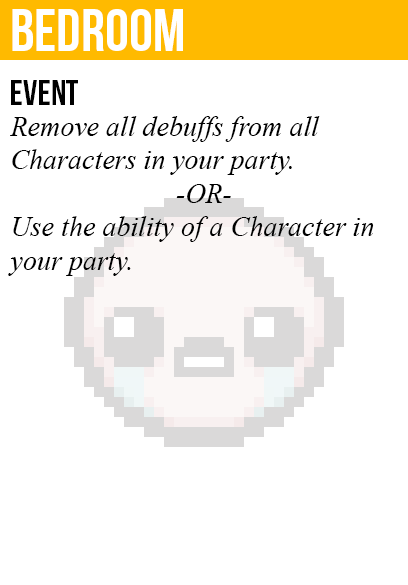 BEDROOM
EVENT
Remove all debuffs from all
Characters in your party.
-OR-
Use the ability of a Character in
your party.